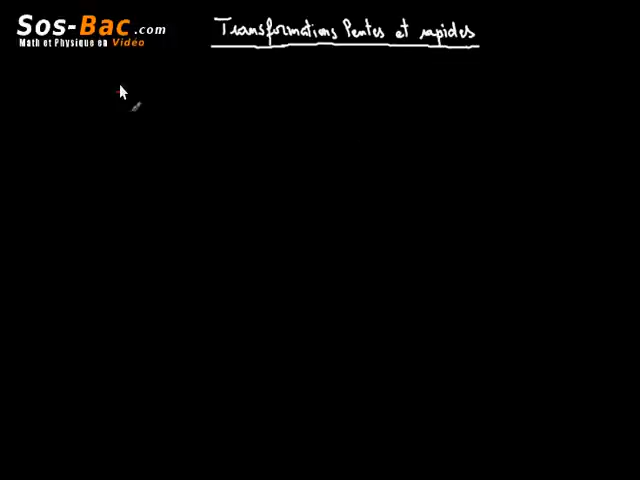 Sos-Bac.com
Math et Physique en Vidéo
Transformations lentes et rapides